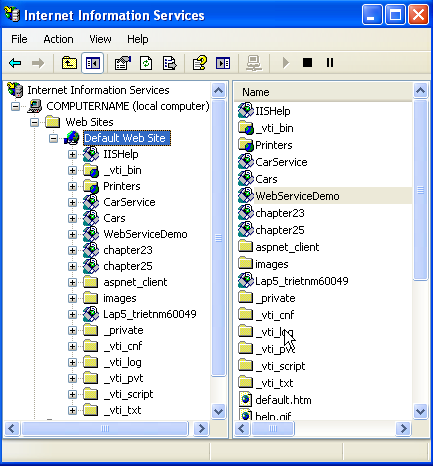 Internet Information Services
File Action View Help
Internet Information Services
COMPUTERNAME (local computer)
Web Sites
Default Web Site
IISHelp
_vti_bin
Printers
CarService
Cars
WebServiceDemo
chapter23
chapter25
aspnet_client
images
Lap5_trietnm60049
_private
_vti_cnf
_vti_log
_vti_pvt
_vti_script
_vti_txt
Name
IISHelp
_vti_bin
Printers
CarService
Cars
WebServiceDemo
chapter23
chapter25
aspnet_client
images
Lap5_trietnm60049
_private
_vti_cnf
_vti_log
_vti_pvt
_vti_script
_vti_txt
default.htm
help.gif